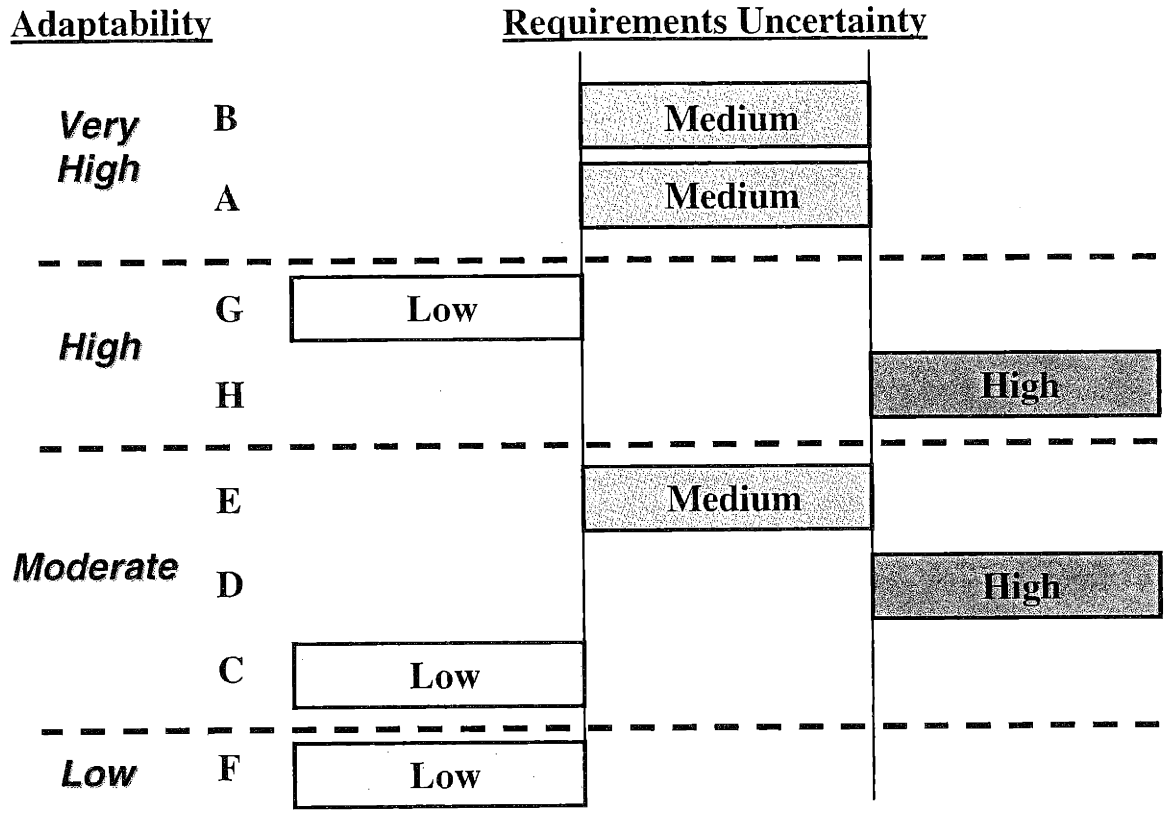 Adaptability Requirements Uncertainty
Very
High
B Medium
A Medium
High
G Low
H High
Moderate
E Medium
D High
C Low
Low
F Low